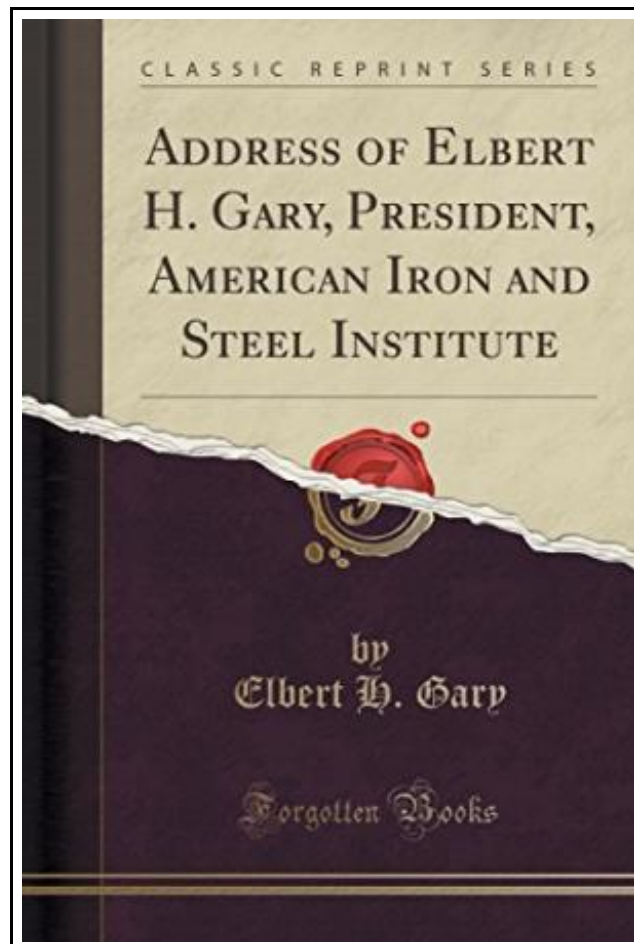 CLASSIC REPRINT SERIES
ADDRESS OF ELBERT
H. GARY, PRESIDENT,
AMERICAN IRON AND
STEEL INSTITUTE
by
Elbert H. Gary
Forgotten Books